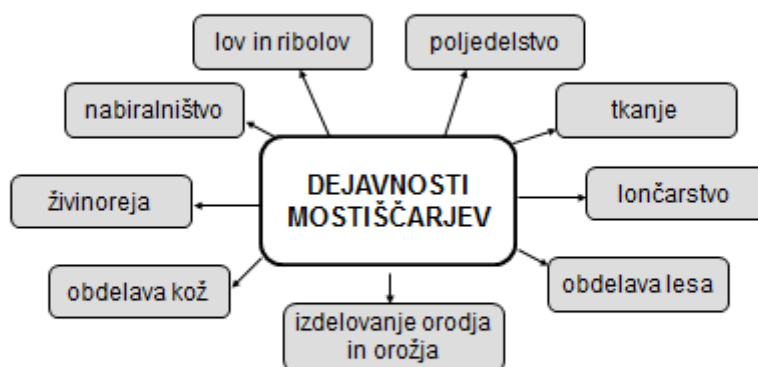 lov in ribolov
poljedelstvo
nabiralništvo
tkanje
DEJAVNOSTI
MOSTIŠČARJEV
živinoreja
lončarstvo
obdelava kož
obdelava lesa
izdelovanje orodja
in orožja